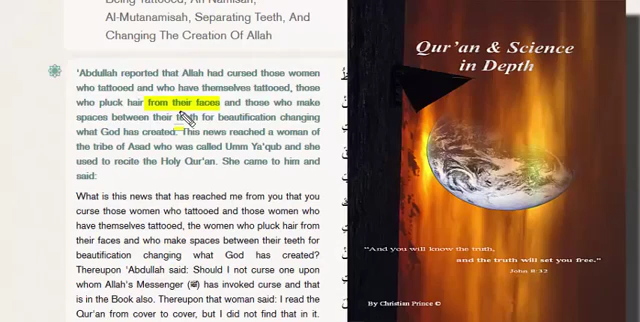 Being Tattooed, An Namisah,
Al-Mutanamisah, Separating Teeth, And
Changing The Creation Of Allah
'Abdullah reported that Allah had cursed those women
who tattooed and who have themselves tattooed, those
who pluck hair from their faces and those who make
spaces between their teeth for beautification changing
what God has created. This news reached a woman of
the tribe of Asad who was called Umm Ya'qub and she
used to recite the Holy Qur'an. She came to him and
said:
What is this news that has reached me from you that you
curse those women who tattooed and those women who
have themselves tattooed, the women who pluck hair from
their faces and who make spaces between their teeth for
beautification changing what God has created?
Thereupon 'Abdullah said: Should I not curse one upon
whom Allah's Messenger (ﷺ) has invoked curse and that
is in the Book also. Thereupon that woman said: I read the
Qur'an from cover to cover, but I did not find that in it.
Qur'an & Science
in Depth
"And you will know the truth,
and the truth will set you free."
John 8:32
By Christian Prince ©